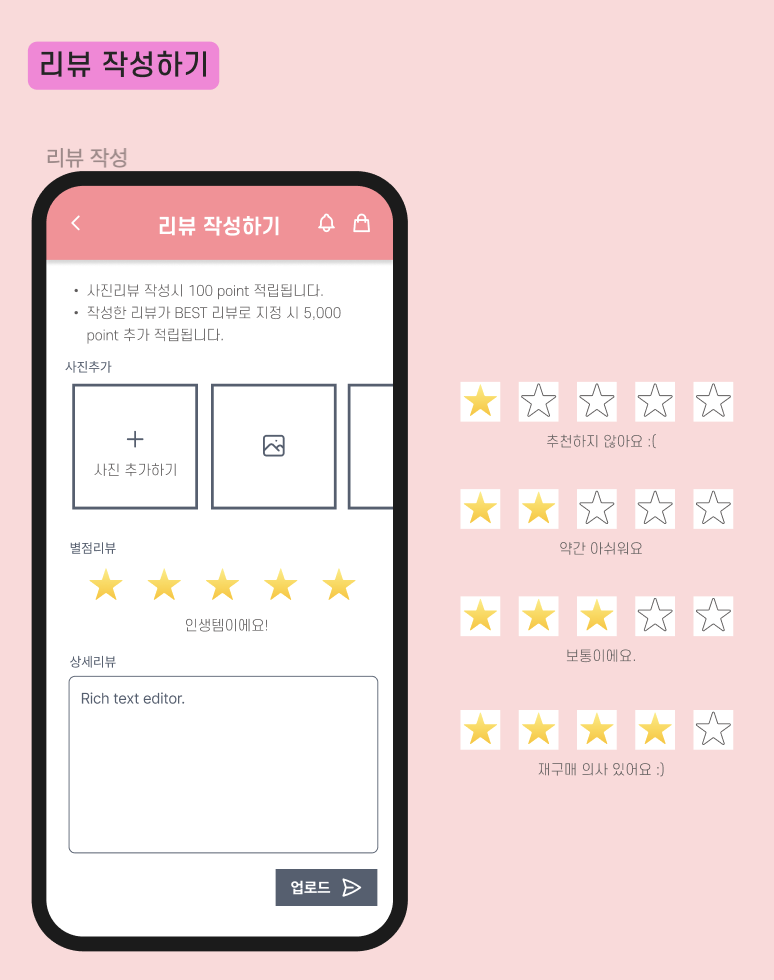 리뷰 작성하기
리뷰 작성
리뷰 작성하기
• 사진리뷰 작성시 100 point 적립됩니다.
• 작성한 리뷰가 BEST 리뷰로 지정 시 5,000
point 추가 적립됩니다.
사진추가
사진 추가하기
별점리뷰
인생템이에요!
상세리뷰
Rich text editor.
업로드
추천하지 않아요 :(
약간 아쉬워요
보통이에요.
재구매 의사 있어요 :)